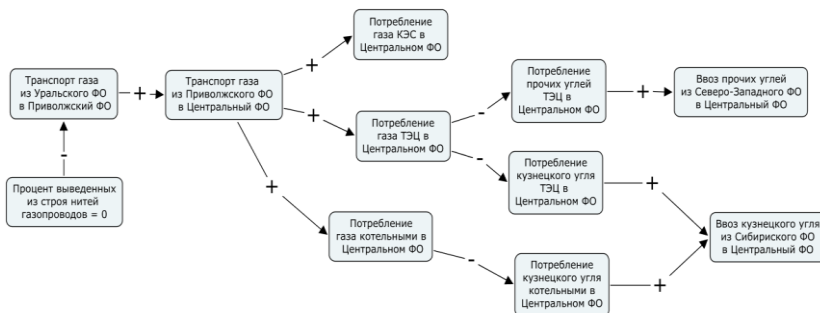 Потребление
газа КЭС в
Центральном ФО
Транспорт газа
из Уральского ФО
в Приволжский ФО
+
Транспорт газа
из Приволжского ФО
в Центральный ФО
+
+
+
Потребление
газа ТЭЦ в
Центральном ФО
-
-
Потребление
прочих углей
ТЭЦ в
Центральном ФО
+
Ввоз прочих углей
из Северо-Западного ФО
в Центральный ФО
-
Процент выведенных
из строя нитей
газопроводов = 0
Потребление
кузнецкого угля
ТЭЦ в
Центральном ФО
+
Потребление
газа котельными в
Центральном ФО
-
Потребление
кузнецкого угля
котельными в
Центральном ФО
+
Ввоз кузнецкого угля
из Сибириского ФО
в Центральный ФО